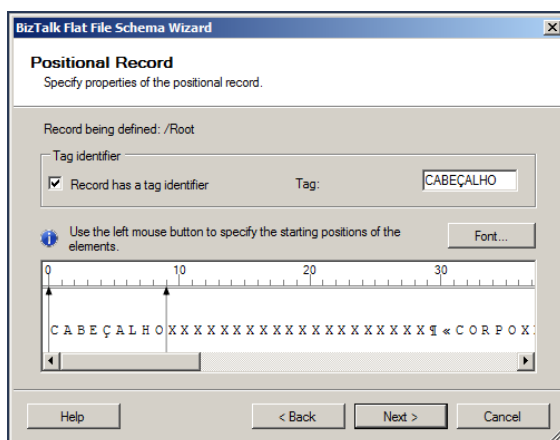 BizTalk Flat File Schema Wizard
Positional Record
Specify properties of the positional record.
Record being defined: /Root
Tag identifier
Record has a tag identifier Tag: CABEÇALHO
Use the left mouse button to specify the starting positions of the
elements.
Font...
0 10 20 30
CABEÇALHOXXXXXXXXXXXXXXXXXXXX¶«CORPOX
Help < Back Next > Cancel